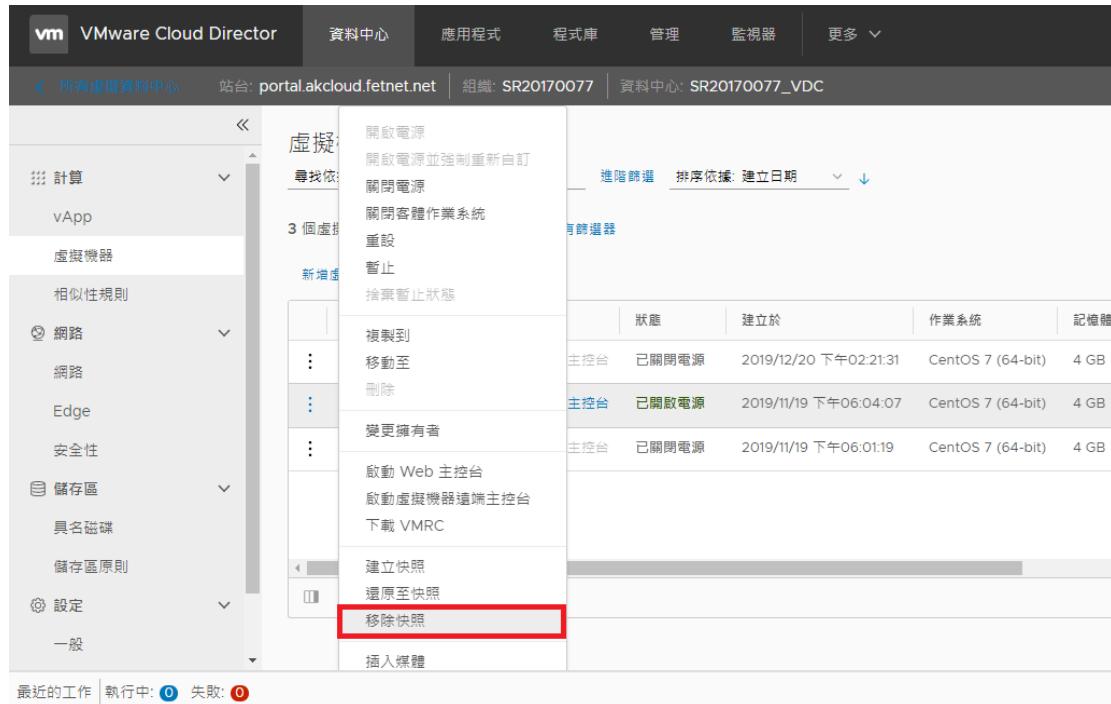 vm VMware Cloud Director 資料中心 應用程式 程式庫 管理 監視器 更多
所有虛擬資料中心 站台: portal.akcloud.fetnet.net 組織: SR20170077 資料中心: SR20170077_VDC
計算
vApp
虛擬機器
相似性規則
網路
網路
Edge
安全性
儲存區
具名磁碟
儲存區原則
設定
一般
虛擬
尋找依 進階篩選 排序依據: 建立日期
3 個虛擬 有篩選器
新增虛
開啟電源
開啟電源並強制重新自訂
關閉電源
關閉客體作業系統
重設
暫止
捨棄暫止狀態
複製到
移動至
刪除
變更擁有者
啟動 Web 主控台
啟動虛擬機器遠端主控台
下載 VMRC
建立快照
還原至快照
移除快照
插入媒體
狀態 建立於 作業系統 記憶體
主控台 已關閉電源 2019/12/20 下午02:21:31 CentOS 7 (64-bit) 4 GB
主控台 已開啟電源 2019/11/19 下午06:04:07 CentOS 7 (64-bit) 4 GB
主控台 已關閉電源 2019/11/19 下午06:01:19 CentOS 7 (64-bit) 4 GB
最近的工作 執行中: 0 失敗: 0